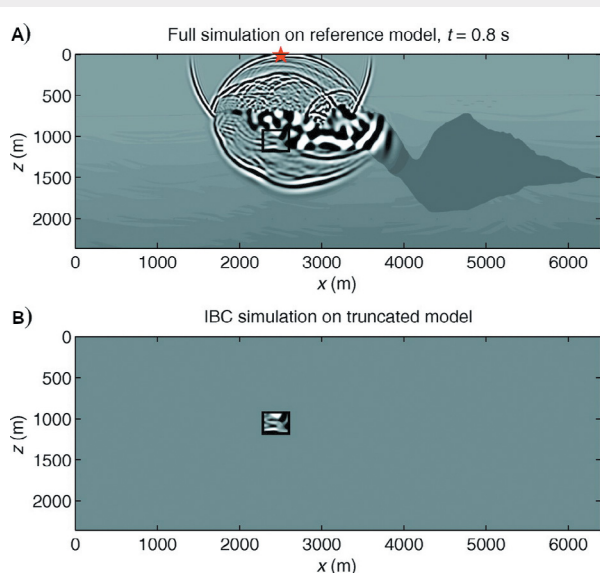 A)
Full simulation on reference model, t = 0.8 s
0
500
1000
1500
2000
z (m)
0 1000 2000 3000 4000 5000 6000
x (m)
B)
IBC simulation on truncated model
0
500
1000
1500
2000
z (m)
0 1000 2000 3000 4000 5000 6000
x (m)